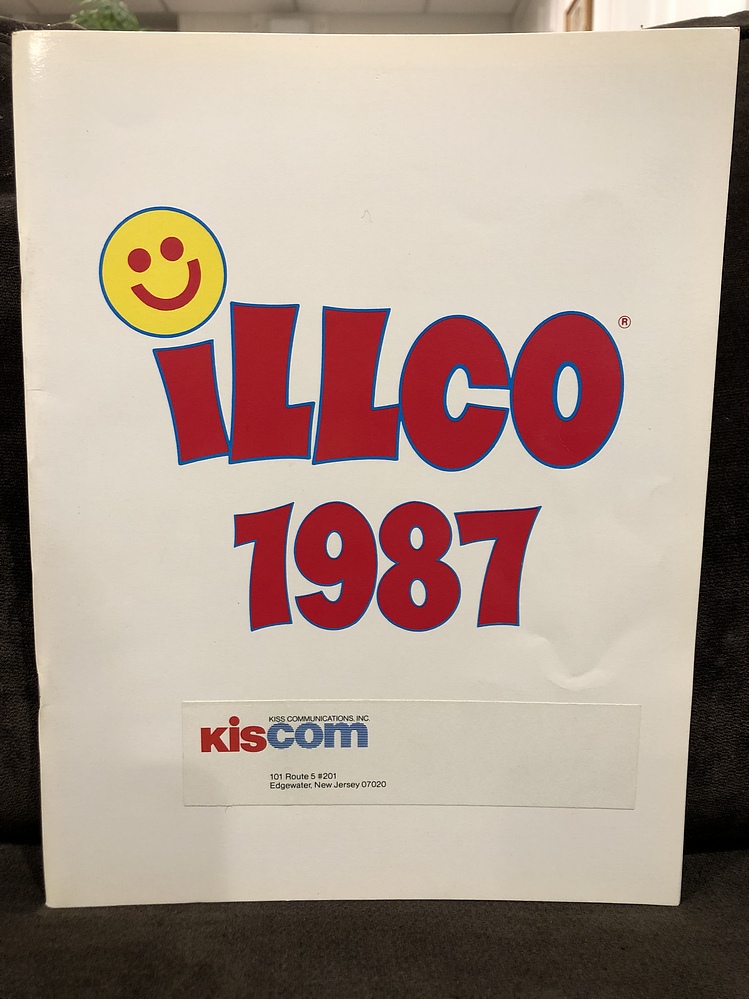 iLLCO ®
1987
KISS COMMUNICATIONS, INC.
Kiscom
101 Route 5 #201
Edgewater, New Jersey 07020